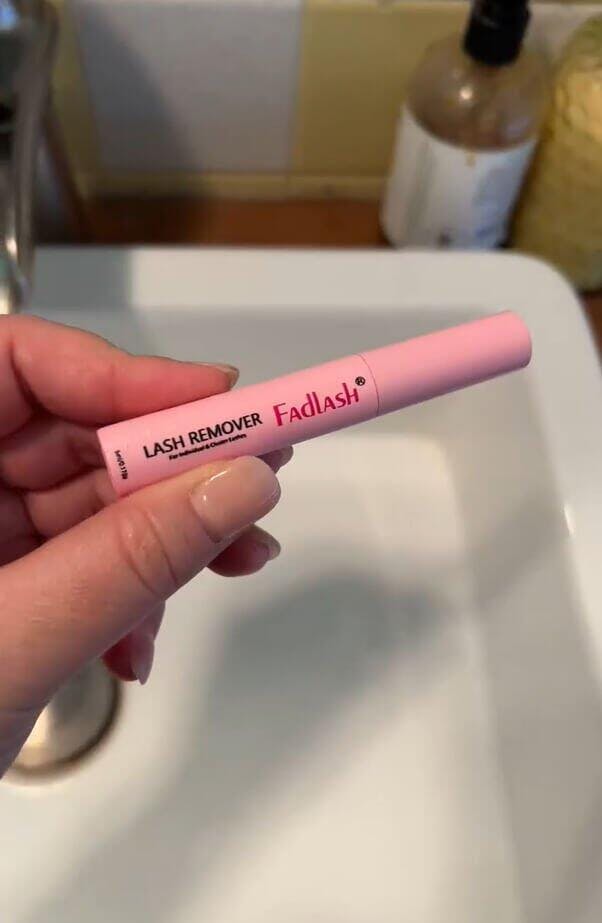 LASH REMOVER FADLASH®
For Individual & Cluster Lashes